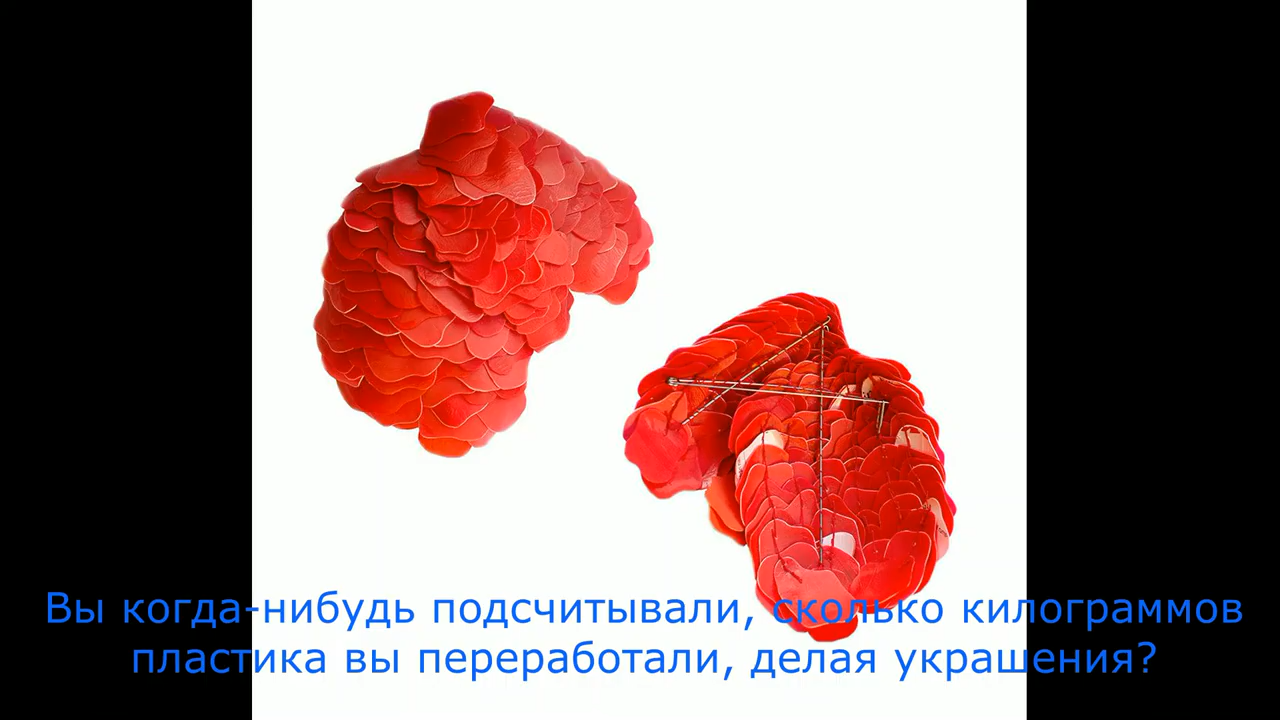 Вы когда-нибудь подсчитывали, сколько килограммов
пластика вы переработали, делая украшения?